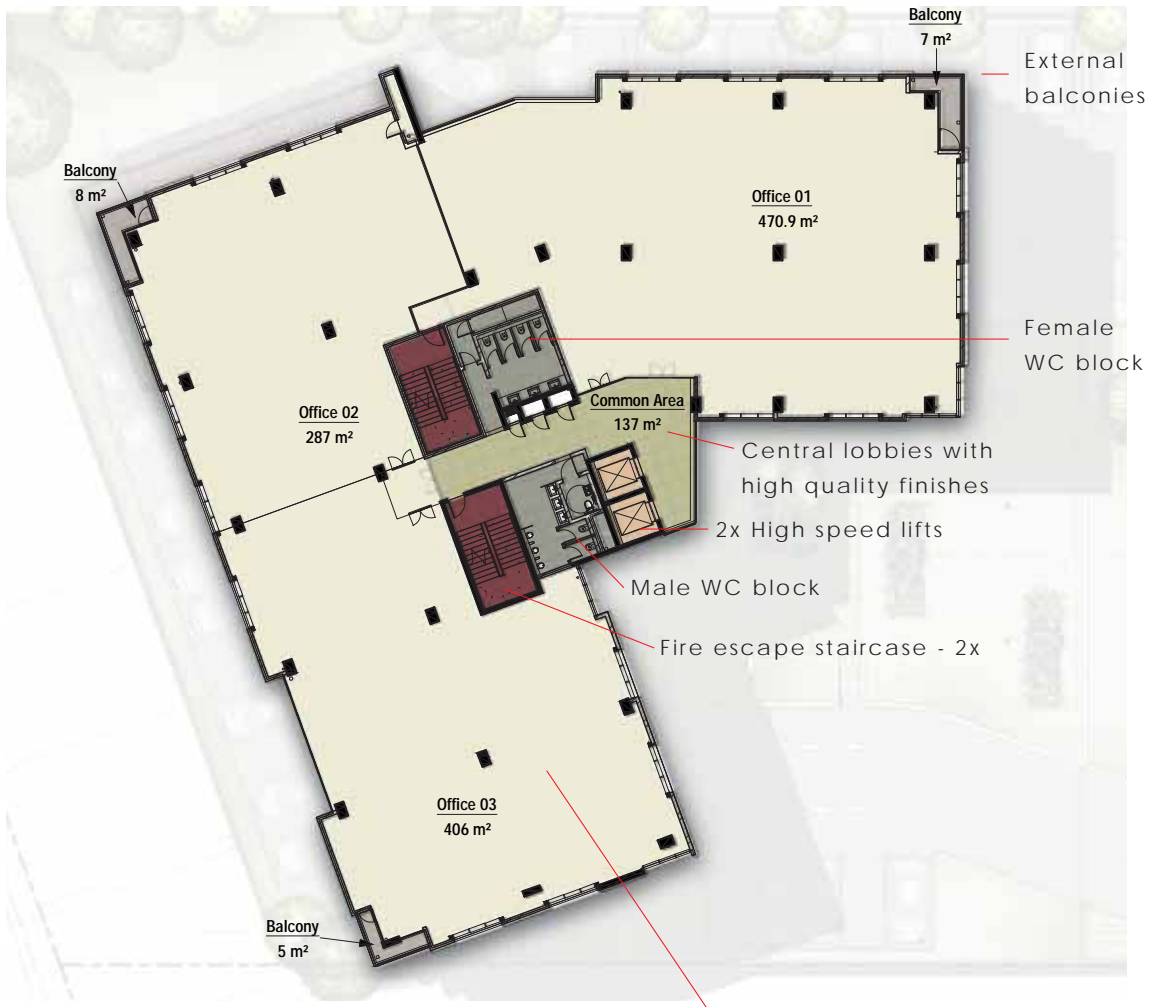 Balcony
7 m²
External
balconies
Balcony
8 m²
Office 01
470.9 m²
Female
WC block
Common Area
137 m²
Office 02
287 m²
Central lobbies with
high quality finishes
2x High speed lifts
Male WC block
Fire escape staircase - 2x
Office 03
406 m²
Balcony
5 m²